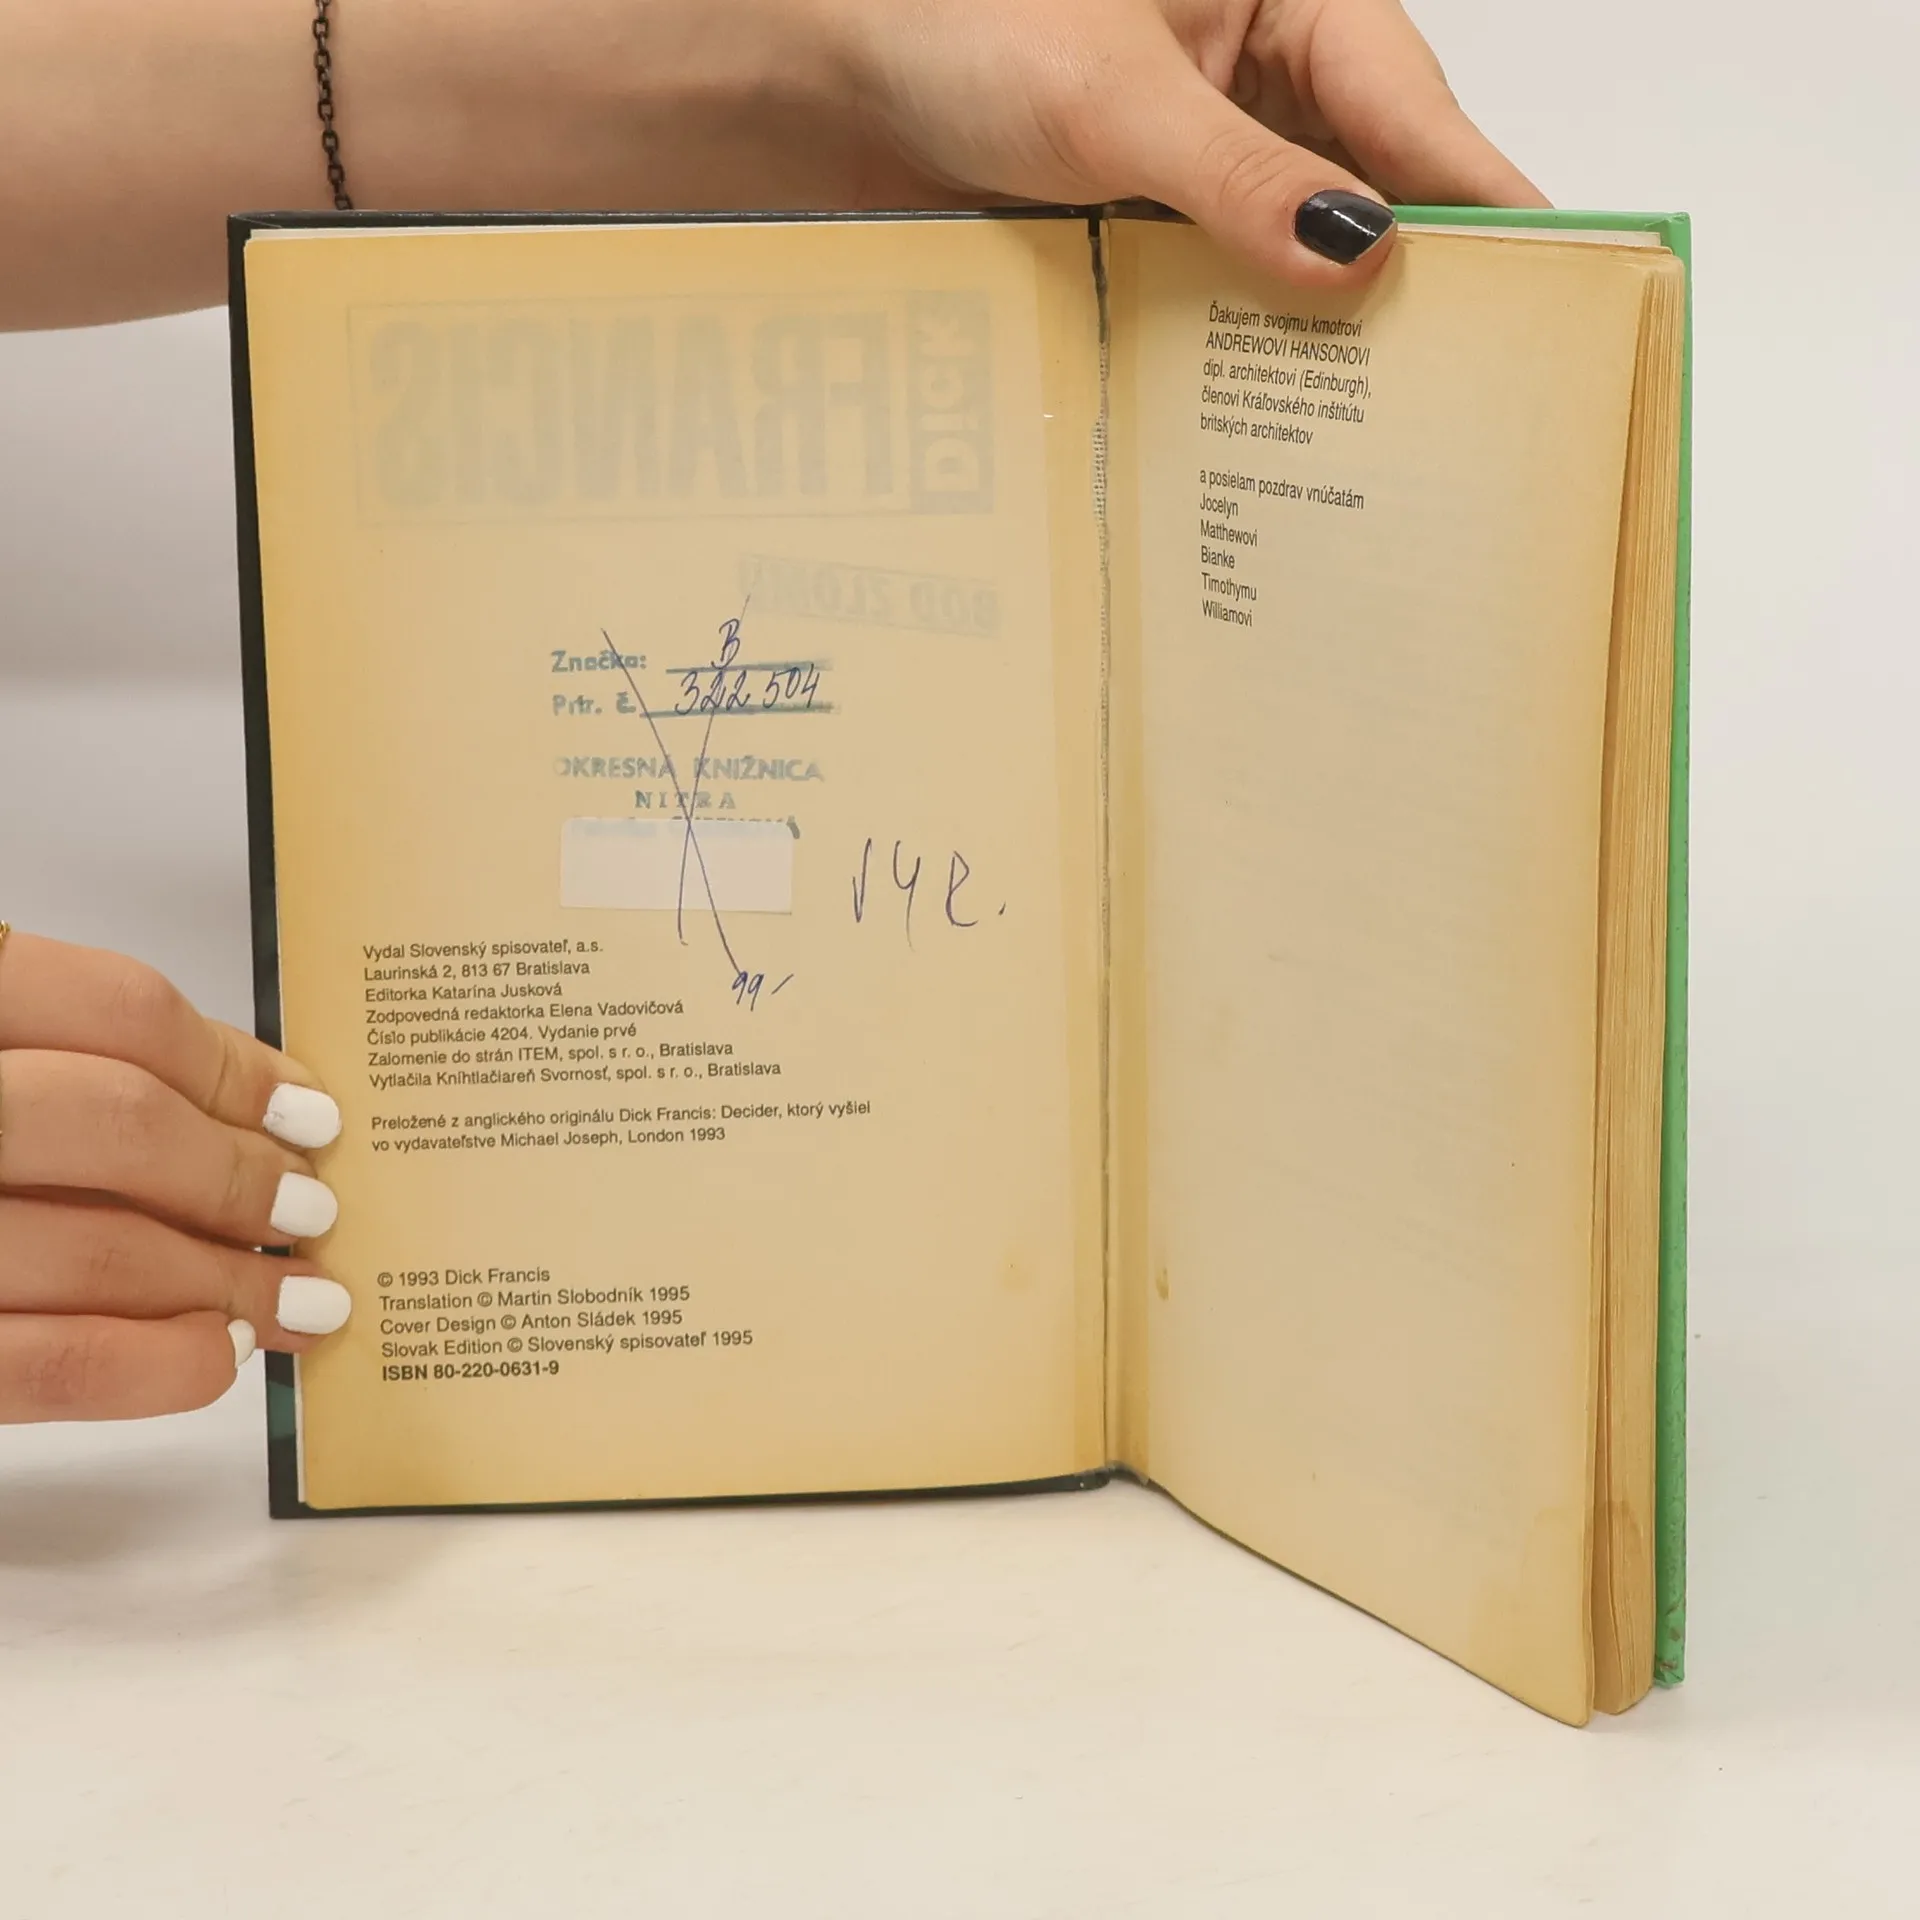 DICK FRANCIS
BOD ZLOMU
Značka: B
Prír. č. 322 504
OKRESNÁ KNIŽNICA
NITRA
VYR.
99-
Vydal Slovenský spisovateľ, a.s.
Laurinská 2, 813 67 Bratislava
Editorka Katarína Jusková
Zodpovedná redaktorka Elena Vadovičová
Číslo publikácie 4204. Vydanie prvé
Zalomenie do strán ITEM, spol. s r. o., Bratislava
Vytlačila Kníhtlačiareň Svornosť, spol. s r. o., Bratislava
Preložené z anglického originálu Dick Francis: Decider, ktorý vyšiel
vo vydavateľstve Michael Joseph, London 1993
© 1993 Dick Francis
Translation © Martin Slobodník 1995
Cover Design © Anton Sládek 1995
Slovak Edition © Slovenský spisovateľ 1995
ISBN 80-220-0631-9
Ďakujem svojmu kmotrovi
ANDREWOVI HANSONOVI
dipl. architektovi (Edinburgh),
členovi Kráľovského inštitútu
britských architektov
a posielam pozdrav vnúčatám
Jocelyn
Matthewovi
Bianke
Timothymu
Williamovi